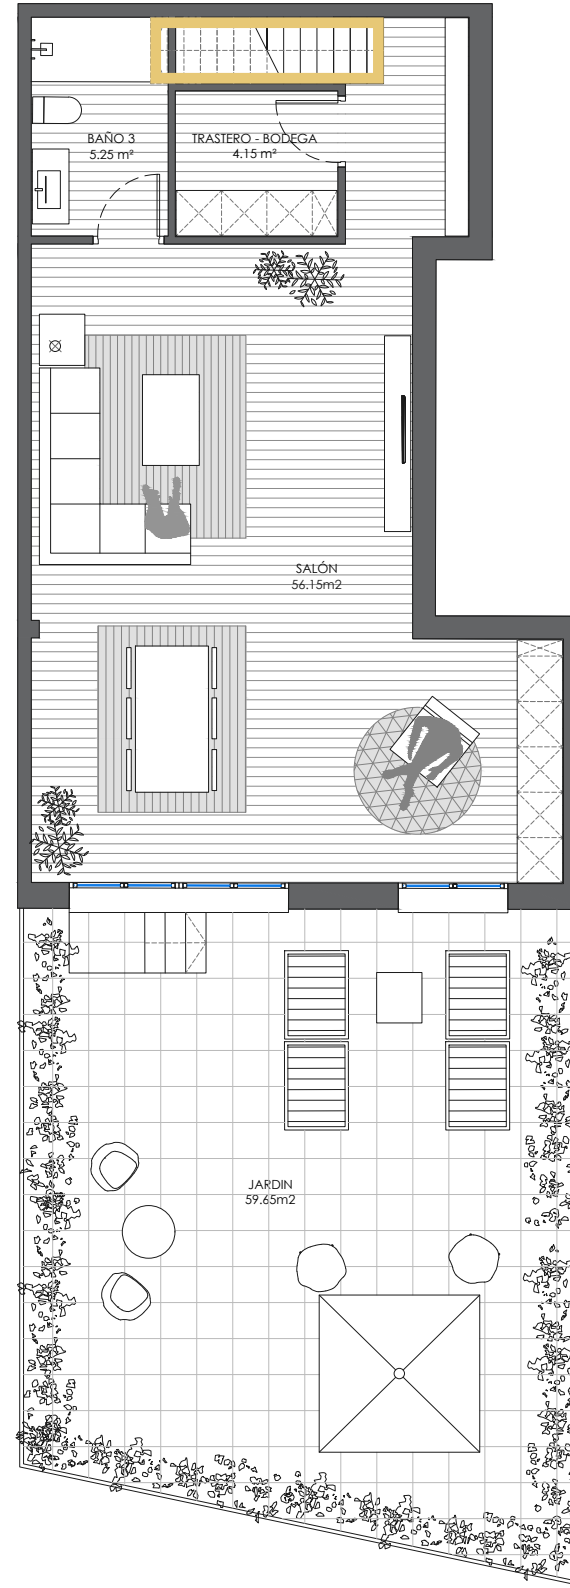 BAÑO 3
5.25 m²
TRASTERO - BODEGA
4.15 m²
SALÓN
56.15m2
JARDIN
59.65m2